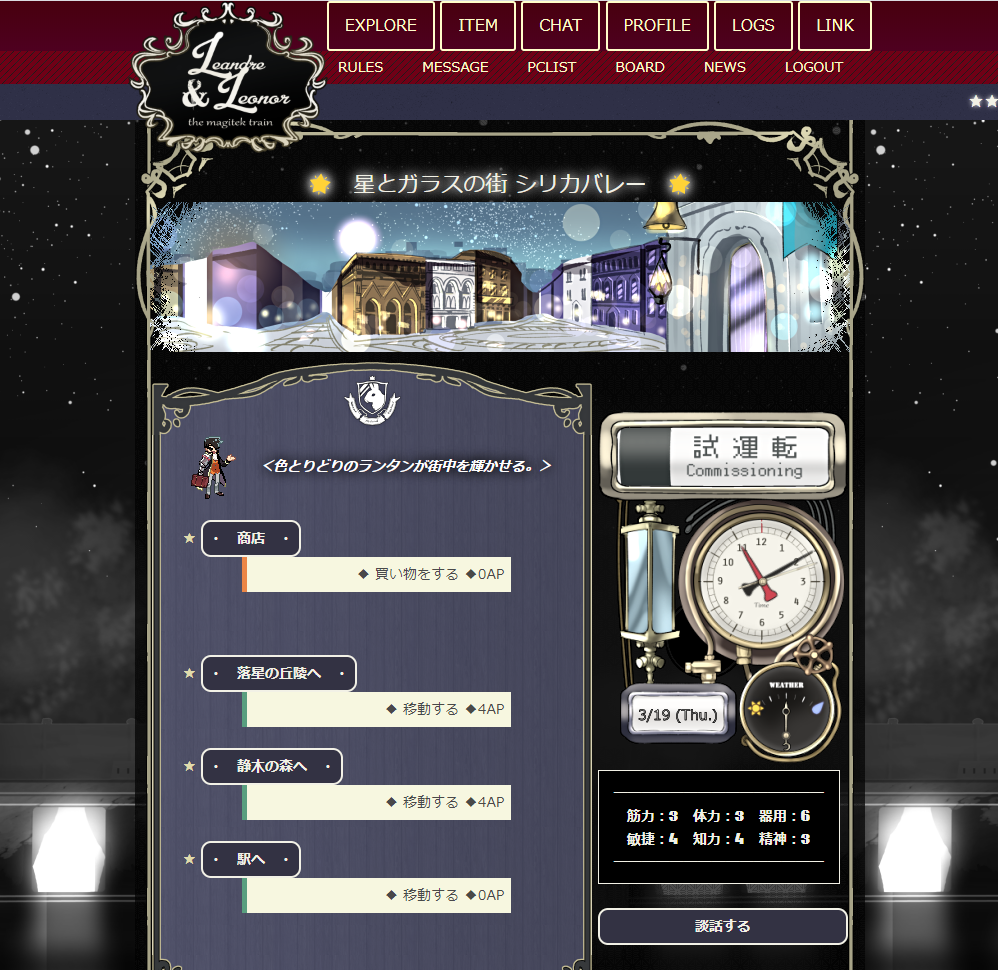 EXPLORE ITEM CHAT PROFILE LOGS LINK
RULES MESSAGE PCLIST BOARD NEWS LOGOUT
Leandre
& Leonor
the magitek train
星とガラスの街 シリカバレー
<色とりどりのランタンが街中を輝かせる。>
商店
◆ 買い物をする ◆0AP
落星の丘陵へ
◆ 移動する ◆4AP
静木の森へ
◆ 移動する ◆4AP
駅へ
◆ 移動する ◆0AP
試運転
Commissioning
12
1
2
3
4
5
6
7
8
9
10
11
Time
WEATHER
3/19 (Thu.)
筋力:3 体力:3 器用:6
敏捷:4 知力:4 精神:3
談話する